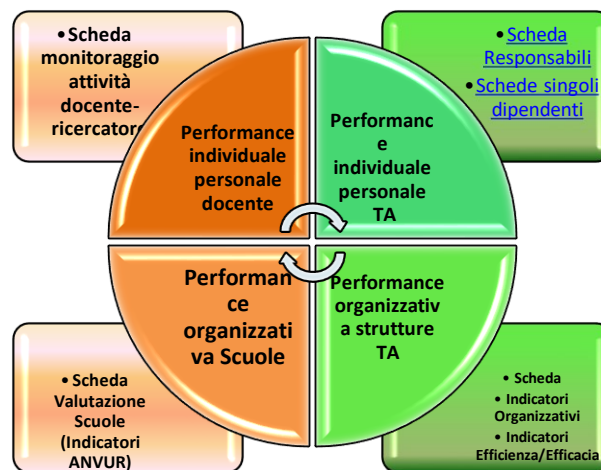 • Scheda
monitoraggio
attività
docente-
ricercatore
• Scheda
Responsabili
• Schede singoli
dipendenti
Performance
individuale
personale
docente
Performanc
e
individuale
personale
TA
Performan
ce
organizzati
va Scuole
Performance
organizzativ
a strutture
TA
• Scheda
Valutazione
Scuole
(Indicatori
ANVUR)
• Scheda
• Indicatori
Organizzativi
• Indicatori
Efficienza/Efficacia